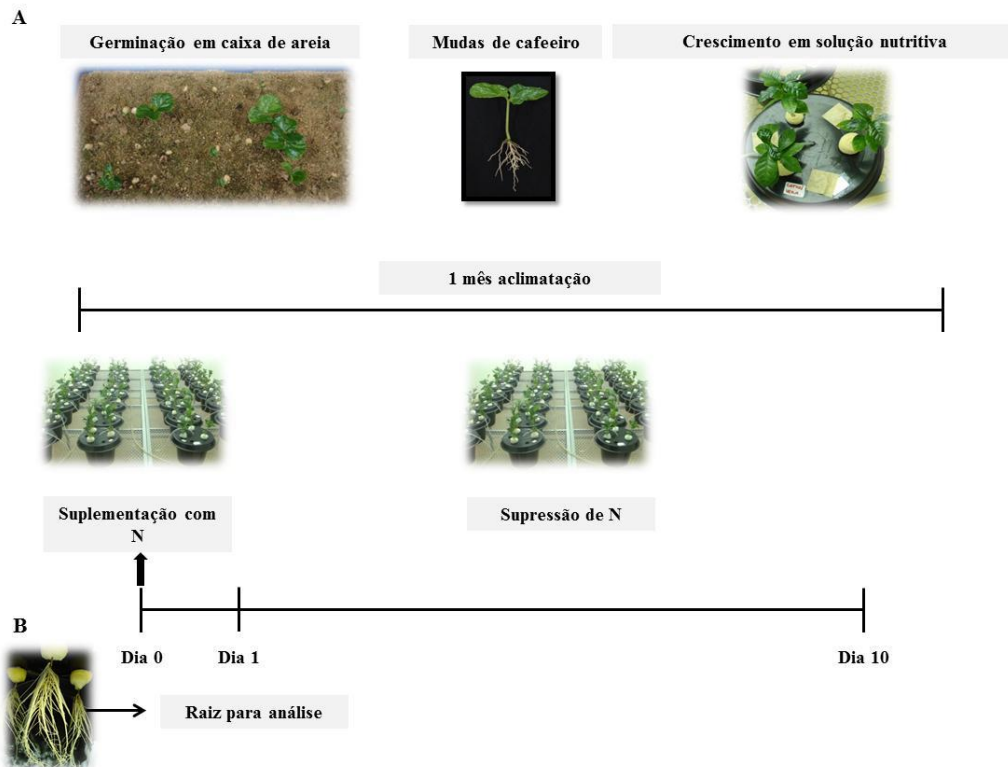 A
Germinação em caixa de areia
Mudas de cafeeiro
Crescimento em solução nutritiva
1 mês aclimatação
Suplementação com
N
Supressão de N
B
Dia 0
Dia 1
Dia 10
Raiz para análise